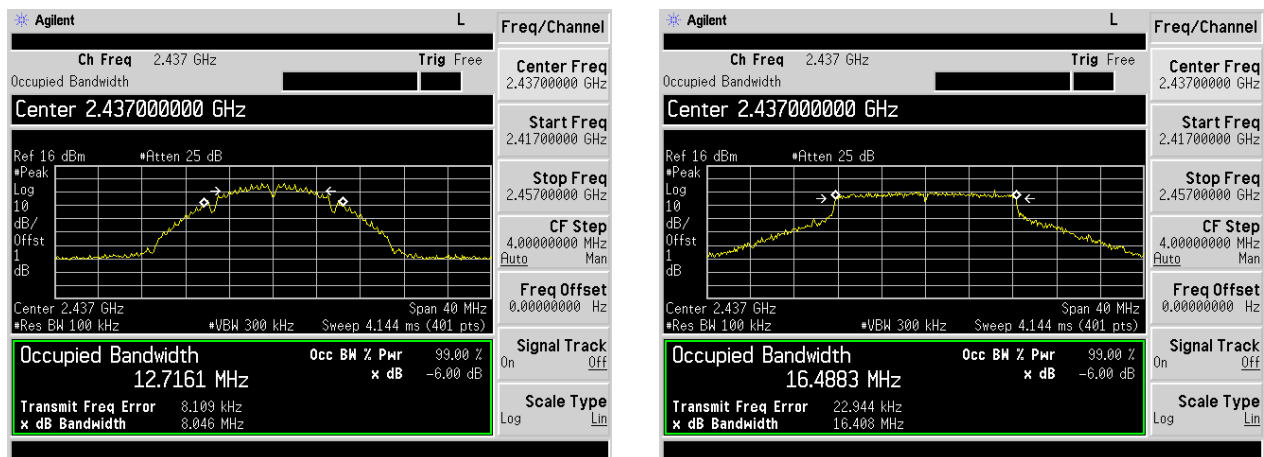 Agilent L
Ch Freq 2.437 GHz Trig Free
Occupied Bandwidth
Center 2.437000000 GHz
Ref 16 dBm #Atten 25 dB
#Peak
Log
10
dB/
Offst
1
dB
Center 2.437 GHz Span 40 MHz
#Res BW 100 kHz #VBW 300 kHz Sweep 4.144 ms (401 pts)
Occupied Bandwidth Occ BW % Pwr 99.00 %
12.7161 MHz x dB -6.00 dB
Transmit Freq Error 8.109 kHz
x dB Bandwidth 8.046 MHz
Freq/Channel
Center Freq
2.43700000 GHz
Start Freq
2.41700000 GHz
Stop Freq
2.45700000 GHz
CF Step
4.00000000 MHz
Auto Man
Freq Offset
0.00000000 Hz
Signal Track
On Off
Scale Type
Log Lin
Agilent L
Ch Freq 2.437 GHz Trig Free
Occupied Bandwidth
Center 2.437000000 GHz
Ref 16 dBm #Atten 25 dB
#Peak
Log
10
dB/
Offst
1
dB
Center 2.437 GHz Span 40 MHz
#Res BW 100 kHz #VBW 300 kHz Sweep 4.144 ms (401 pts)
Occupied Bandwidth Occ BW % Pwr 99.00 %
16.4883 MHz x dB -6.00 dB
Transmit Freq Error 22.944 kHz
x dB Bandwidth 16.408 MHz
Freq/Channel
Center Freq
2.43700000 GHz
Start Freq
2.41700000 GHz
Stop Freq
2.45700000 GHz
CF Step
4.00000000 MHz
Auto Man
Freq Offset
0.00000000 Hz
Signal Track
On Off
Scale Type
Log Lin